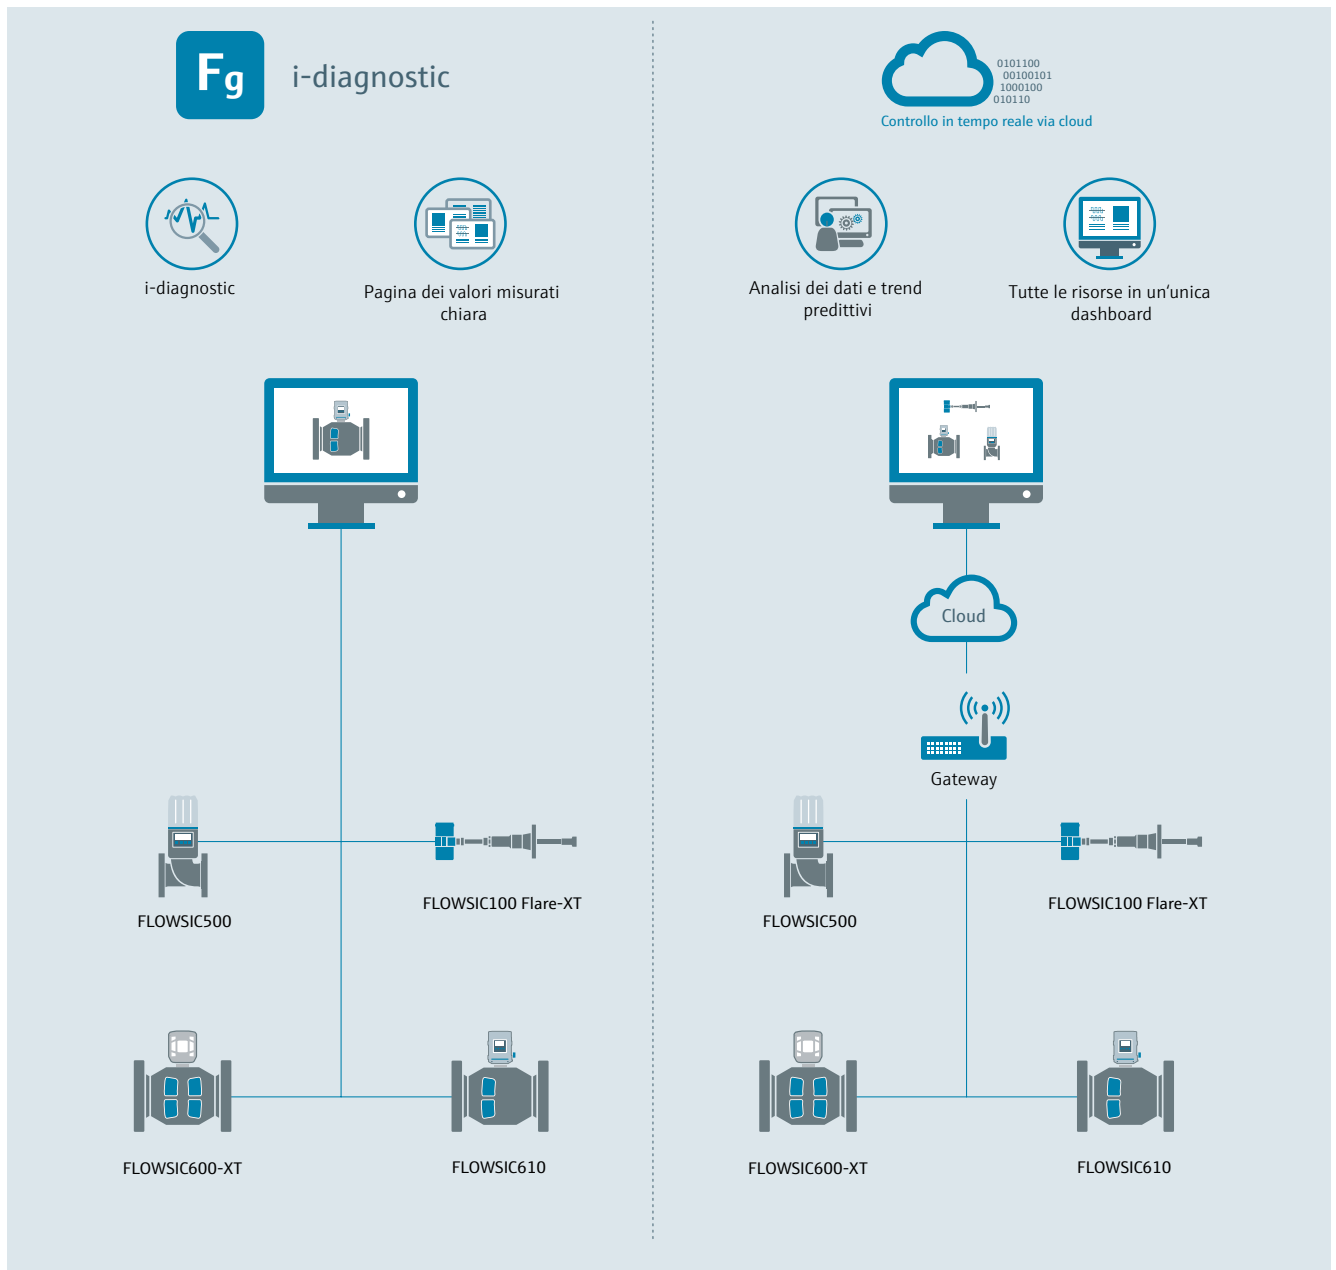 Fg
i-diagnostic
i-diagnostic
Pagina dei valori misurati
chiara
FLOWSIC500
FLOWSIC100 Flare-XT
FLOWSIC600-XT
FLOWSIC610
0101100
00100101
1000100
010110
Controllo in tempo reale via cloud
Analisi dei dati e trend
predittivi
Tutte le risorse in un‘unica
dashboard
Cloud
Gateway
FLOWSIC500
FLOWSIC100 Flare-XT
FLOWSIC600-XT
FLOWSIC610